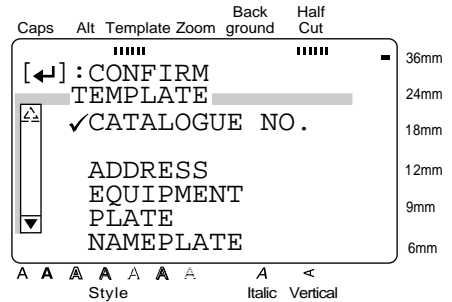 Back Half
Caps Alt Template Zoom ground Cut
[↵]:CONFIRM
TEMPLATE
✓CATALOGUE NO.
ADDRESS
EQUIPMENT
PLATE
NAMEPLATE
36mm
24mm
18mm
12mm
9mm
6mm
A A A A A A A A A
Style Italic Vertical